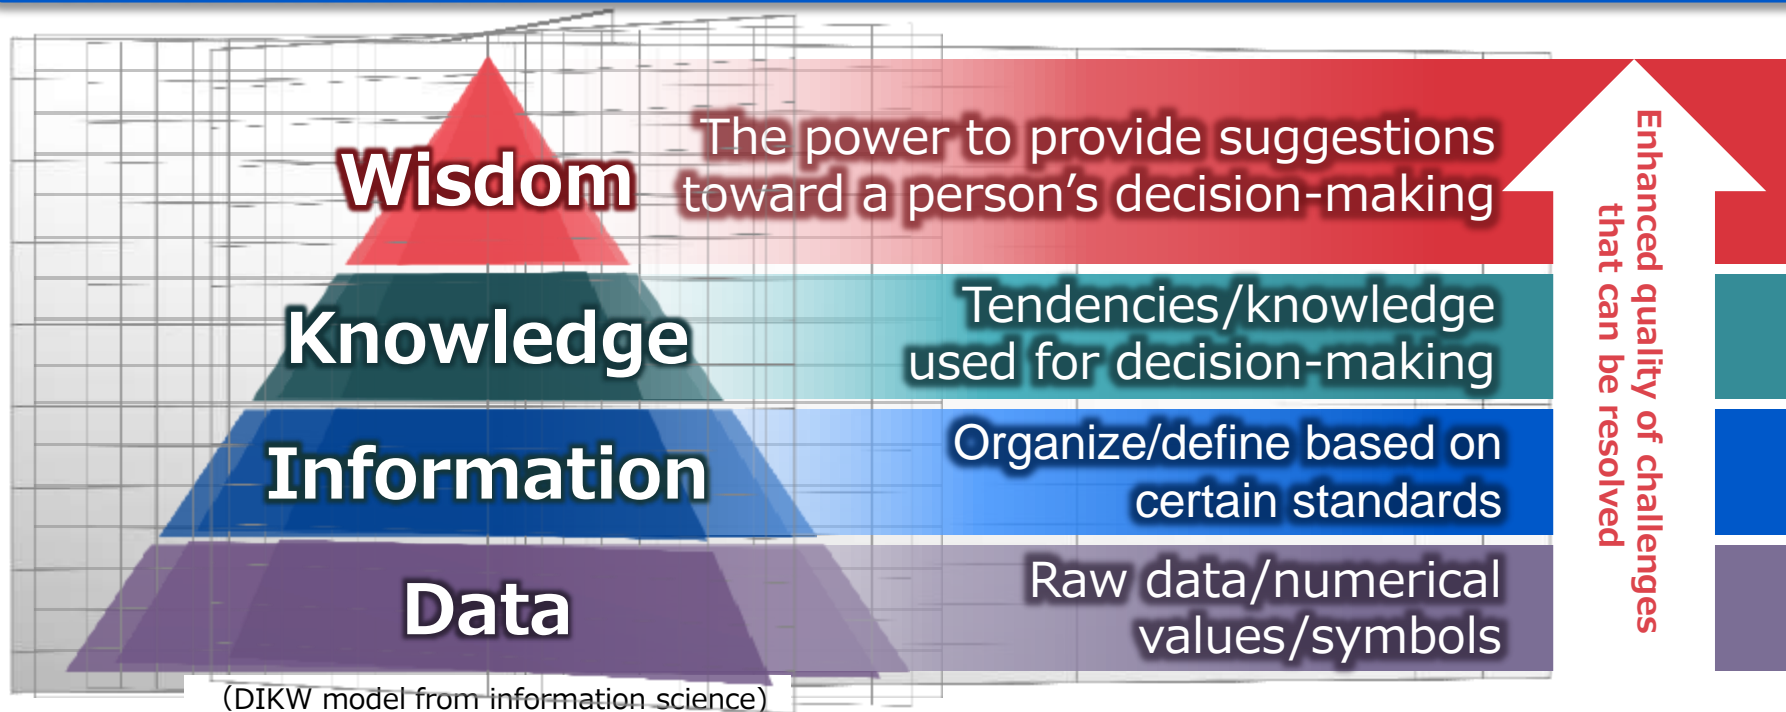 Wisdom
The power to provide suggestions
toward a person's decision-making
Knowledge
Tendencies/knowledge
used for decision-making
Information
Organize/define based on
certain standards
Data
Raw data/numerical
values/symbols
Enhanced quality of challenges
that can be resolved
(DIKW model from information science)